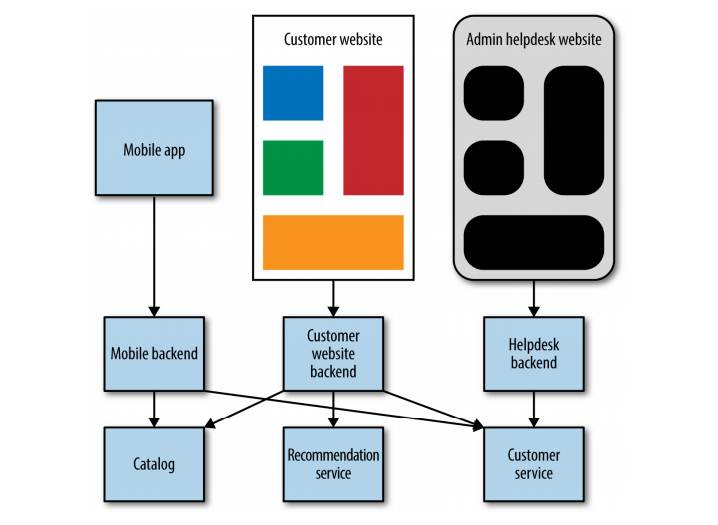 Customer website
Admin helpdesk website
Mobile app
Mobile backend
Customer
website
backend
Helpdesk
backend
Catalog
Recommendation
service
Customer
service